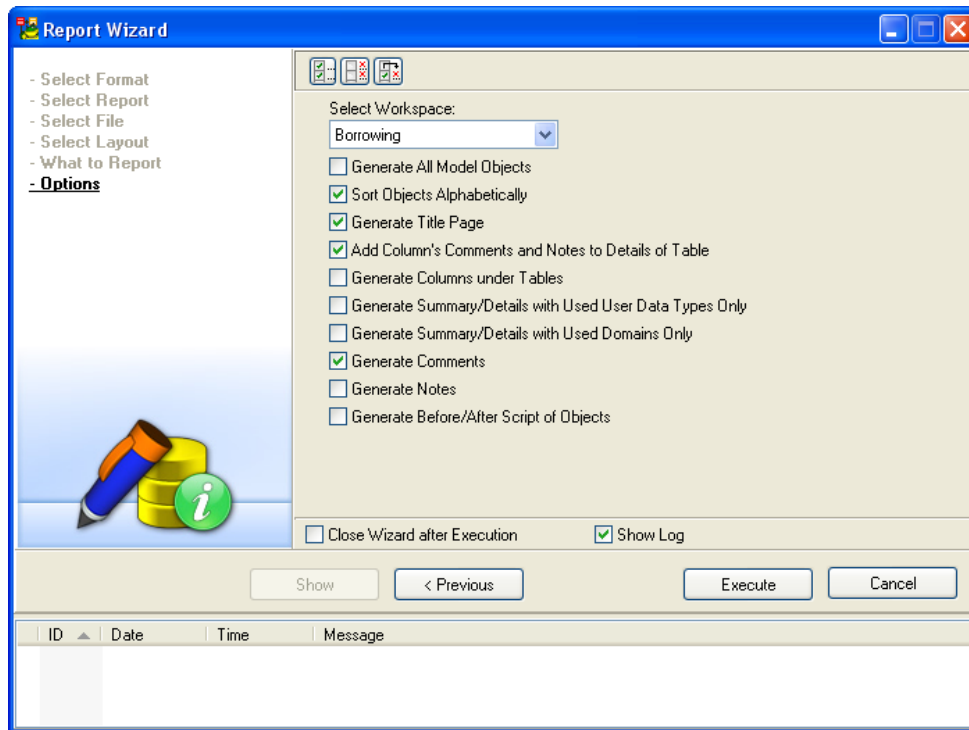 Report Wizard
- Select Format
- Select Report
- Select File
- Select Layout
- What to Report
- Options
Select Workspace:
Borrowing
Generate All Model Objects
Sort Objects Alphabetically
Generate Title Page
Add Column's Comments and Notes to Details of Table
Generate Columns under Tables
Generate Summary/Details with Used User Data Types Only
Generate Summary/Details with Used Domains Only
Generate Comments
Generate Notes
Generate Before/After Script of Objects
Close Wizard after Execution Show Log
Show < Previous Execute Cancel
ID Date Time Message